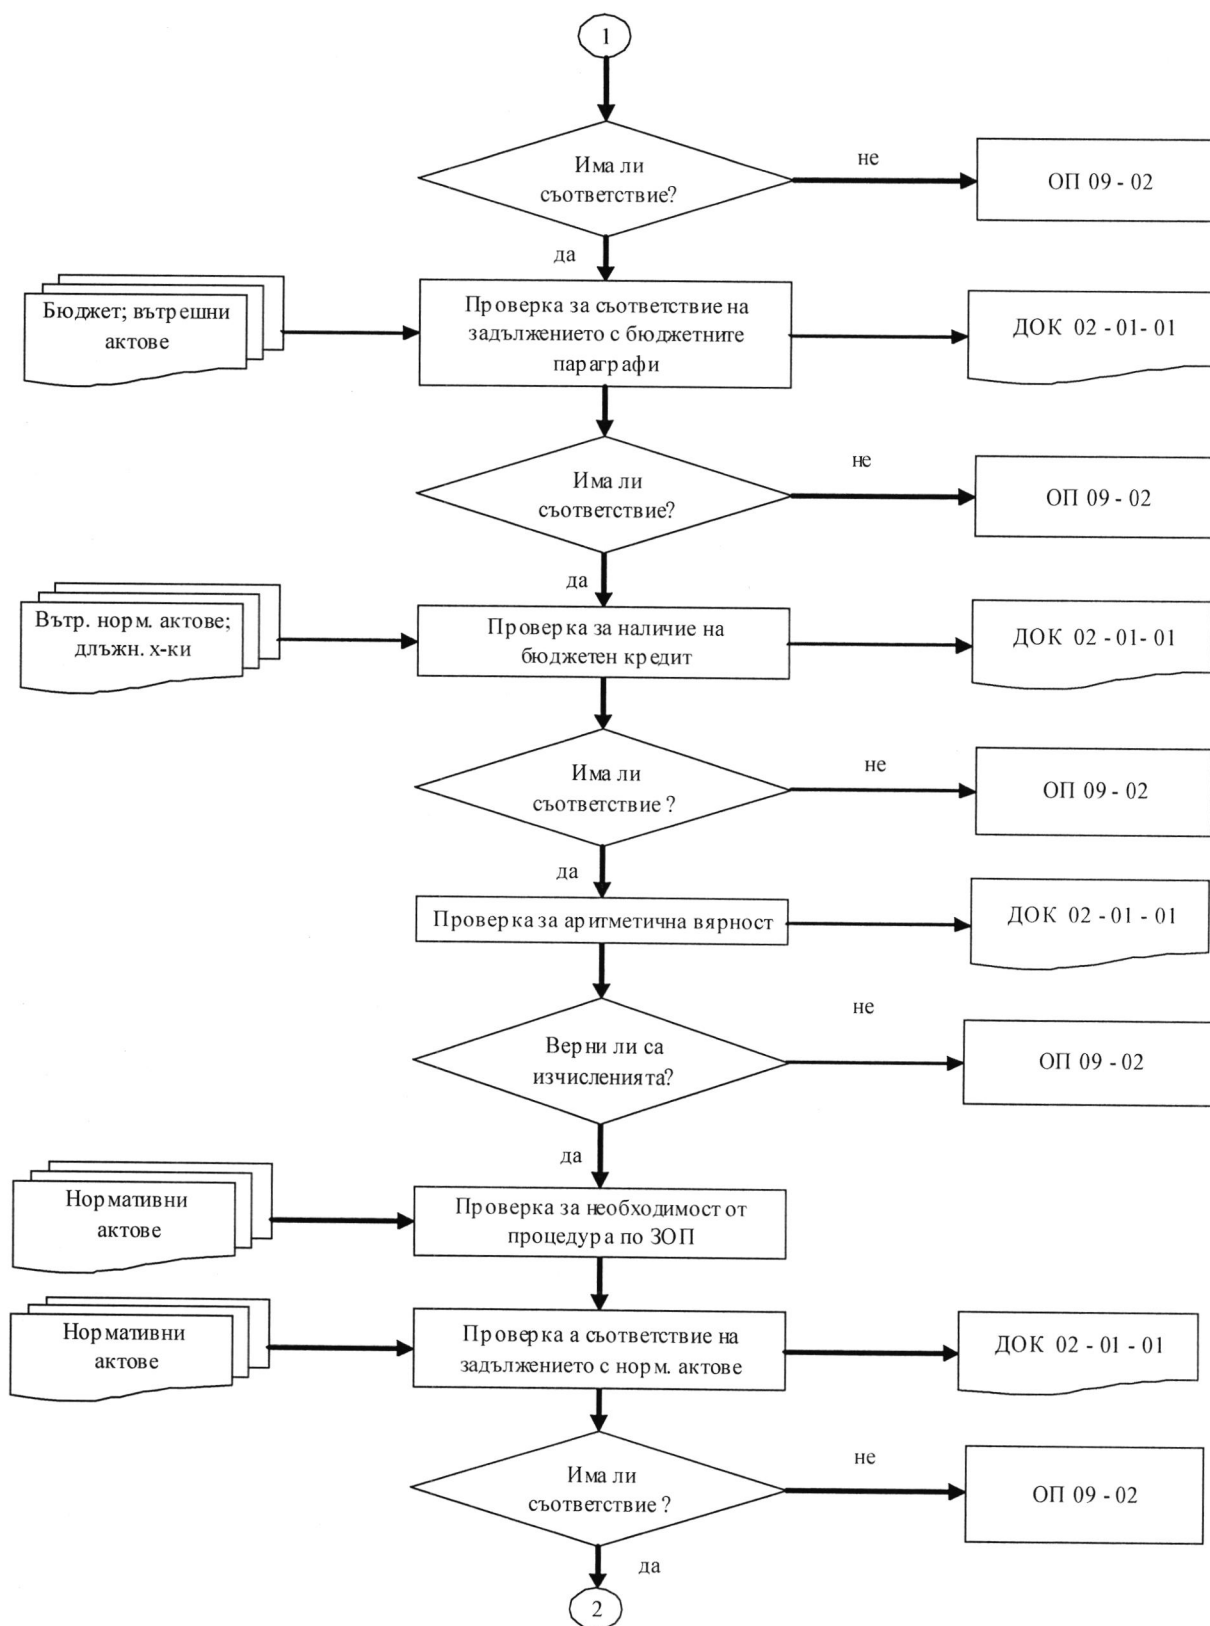 1
Има ли
съответствие?
не
ОП 09 - 02
да
Бюджет; вътрешни
актове
Проверка за съответствие на
задължението с бюджетните
параграфи
ДОК 02 - 01- 01
Има ли
съответствие?
не
ОП 09 - 02
да
Вътр. норм. актове;
длъжн. х-ки
Проверка за наличие на
бюджетен кредит
ДОК 02 - 01- 01
Има ли
съответствие ?
не
ОП 09 - 02
да
Проверка за аритметична вярност
ДОК 02 - 01 - 01
Верни ли са
изчисленията?
не
ОП 09 - 02
да
Нормативни
актове
Проверка за необходимост от
процедура по ЗОП
Нормативни
актове
Проверка а съответствие на
задължението с норм. актове
ДОК 02 - 01 - 01
Има ли
съответствие ?
не
ОП 09 - 02
да
2